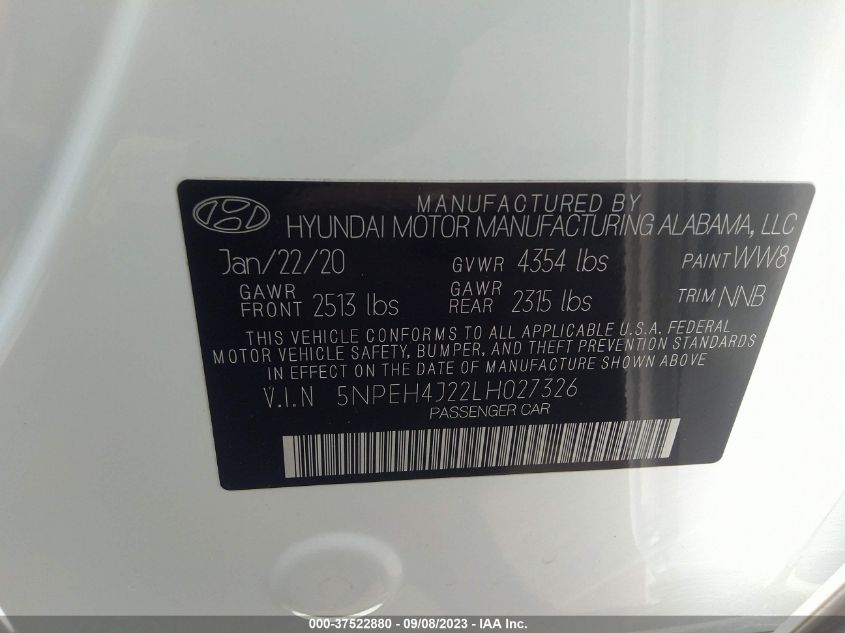 MANUFACTURED BY
HYUNDAI MOTOR MANUFACTURING ALABAMA, LLC
Jan/22/20 GVWR 4354 lbs PAINT WW8
GAWR FRONT 2513 lbs GAWR REAR 2315 lbs TRIM NNB
THIS VEHICLE CONFORMS TO ALL APPLICABLE U.S.A. FEDERAL
MOTOR VEHICLE SAFETY, BUMPER, AND THEFT PREVENTION STANDARDS
IN EFFECT ON THE DATE OF MANUFACTURE SHOWN ABOVE
V.I.N 5NPEH4J22LH027326
PASSENGER CAR
000-37522880 - 09/08/2023 - IAA Inc.